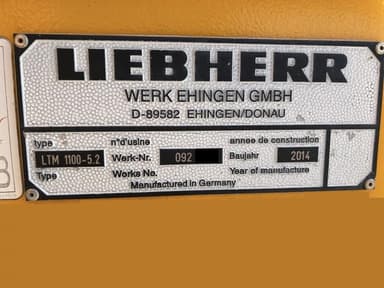 LIEBHERR
WERK EHINGEN GMBH
D-89582 EHINGEN/DONAU
type n°d'usine annee de construction
LTM 1100-5.2 Werk-Nr. 092 Baujahr 2014
Type Works No. Year of manufacture
Manufactured in Germany